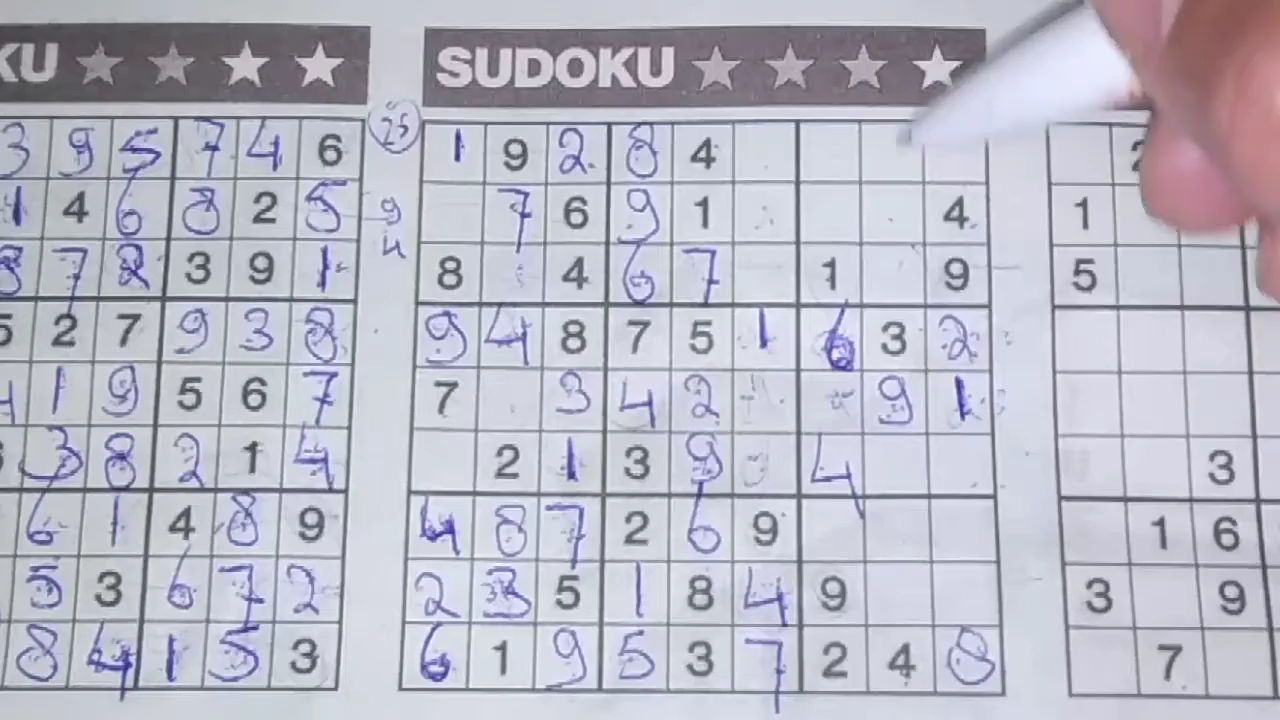 KU SUDOKU
3 9 5 7 4 6 25 1 9 2 8 4
1 4 6 8 2 5 9 7 6 9 1 4 1
8 7 2 3 9 1 4 8 4 6 7 1 9 5
5 2 7 9 3 8 9 4 8 7 5 1 6 3 2
4 1 9 5 6 7 7 3 4 2 9 1
3 8 2 1 4 2 1 3 9 4 3
6 1 4 8 9 4 8 7 2 6 9 1 6
5 3 6 7 2 2 3 5 1 8 4 9 3 9
8 4 1 5 3 6 1 9 5 3 7 2 4 8 7